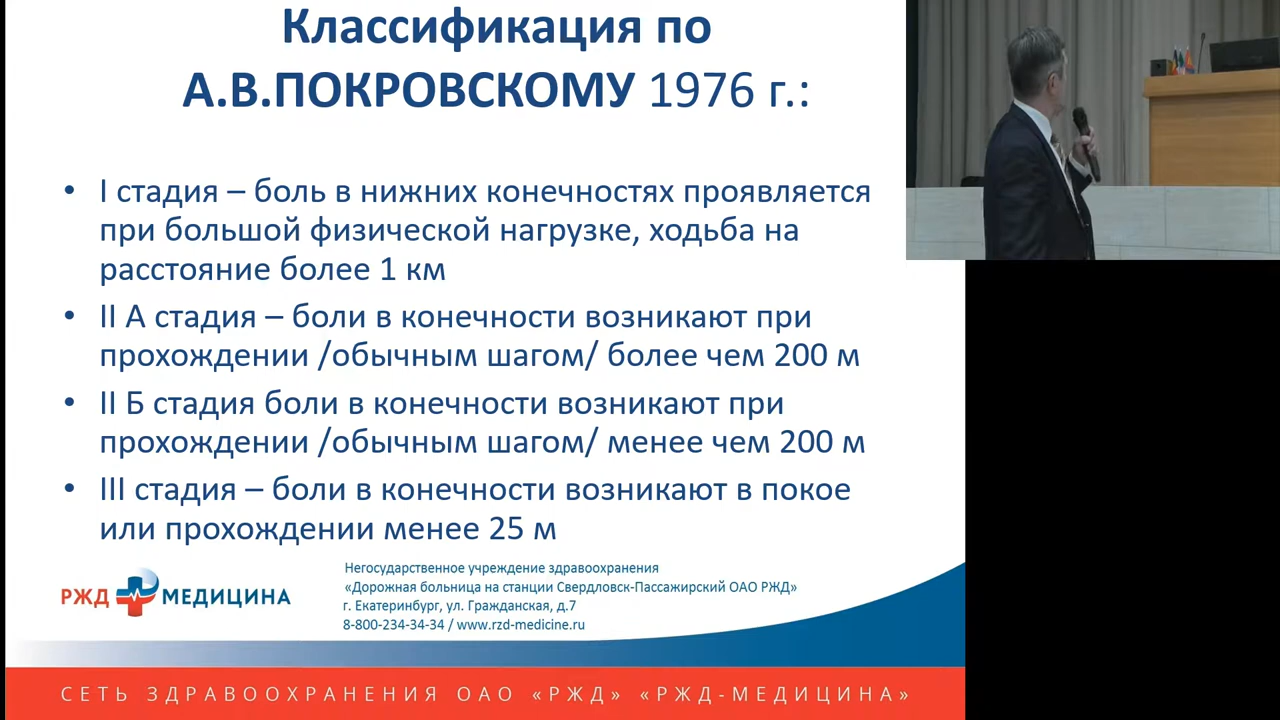 Классификация по
А.В.ПОКРОВСКОМУ 1976 г.:
• I стадия – боль в нижних конечностях проявляется
при большой физической нагрузке, ходьба на
расстояние более 1 км
• II А стадия – боли в конечности возникают при
прохождении /обычным шагом/ более чем 200 м
• II Б стадия боли в конечности возникают при
прохождении /обычным шагом/ менее чем 200 м
• III стадия – боли в конечности возникают в покое
или прохождении менее 25 м
РЖД МЕДИЦИНА
Негосударственное учреждение здравоохранения
«Дорожная больница на станции Свердловск-Пассажирский ОАО РЖД»
г. Екатеринбург, ул. Гражданская, д.7
8-800-234-34-34 / www.rzd-medicine.ru
СЕТЬ ЗДРАВООХРАНЕНИЯ ОАО «РЖД» «РЖД-МЕДИЦИНА»